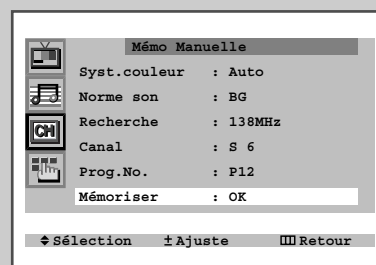 Mémo Manuelle
Syst.couleur : Auto
Norme son : BG
Recherche : 138MHz
CH
Canal : S 6
Prog.No. : P12
Mémoriser : OK
Sélection ± Ajuste Retour